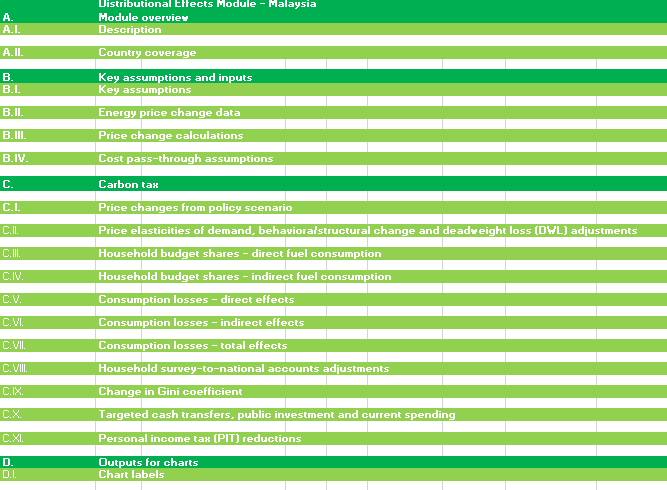 Distributional Effects Module - Malaysia
A. Module overview
A.I. Description
A.II. Country coverage
B. Key assumptions and inputs
B.I. Key assumptions
B.II. Energy price change data
B.III. Price change calculations
B.IV. Cost pass-through assumptions
C. Carbon tax
C.I. Price changes from policy scenario
C.II. Price elasticities of demand, behavioral/structural change and deadweight loss (DWL) adjustments
C.III. Household budget shares - direct fuel consumption
C.IV. Household budget shares - indirect fuel consumption
C.V. Consumption losses - direct effects
C.VI. Consumption losses - indirect effects
C.VII. Consumption losses - total effects
C.VIII. Household survey-to-national accounts adjustments
C.IX. Change in Gini coefficient
C.X. Targeted cash transfers, public investment and current spending
C.XI. Personal income tax (PIT) reductions
D. Outputs for charts
D.I. Chart labels